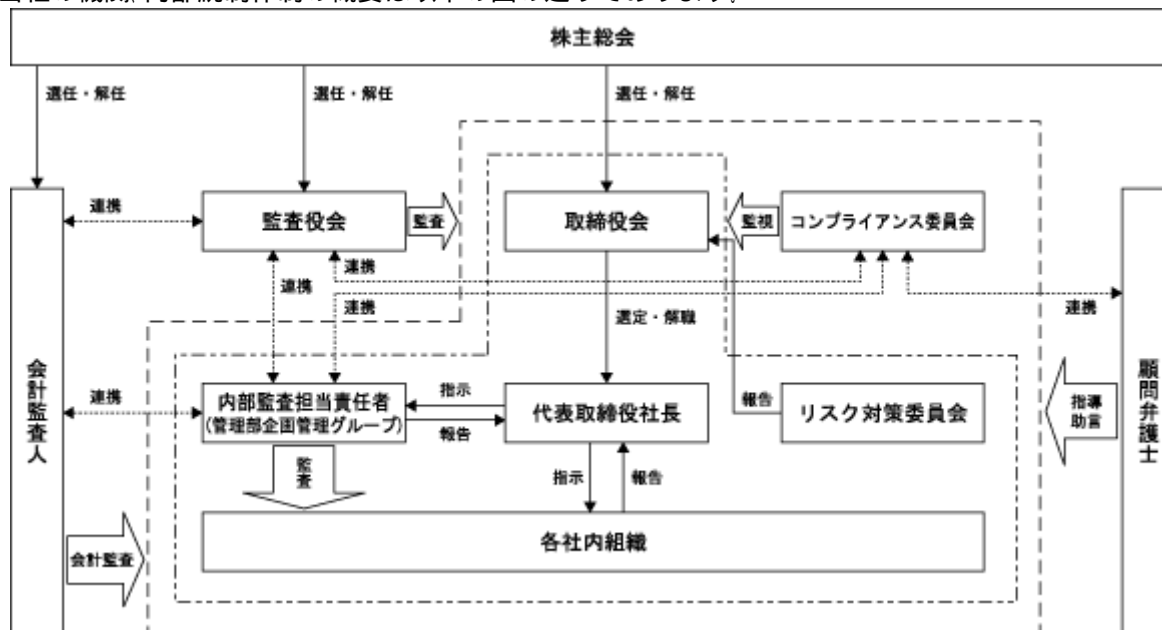 当社の機関、内部統制体制の概要は以下の図の通りであります。
株主総会
選任・解任
選任・解任
選任・解任
連携
監査役会
監査
取締役会
監視
コンプライアンス委員会
連携
連携
連携
連携
選定・解職
会計監査人
連携
内部監査担当責任者
(管理部企画管理グループ)
指示
報告
代表取締役社長
報告
リスク対策委員会
指導
助言
顧問弁護士
監査
指示
報告
各社内組織
会計監査